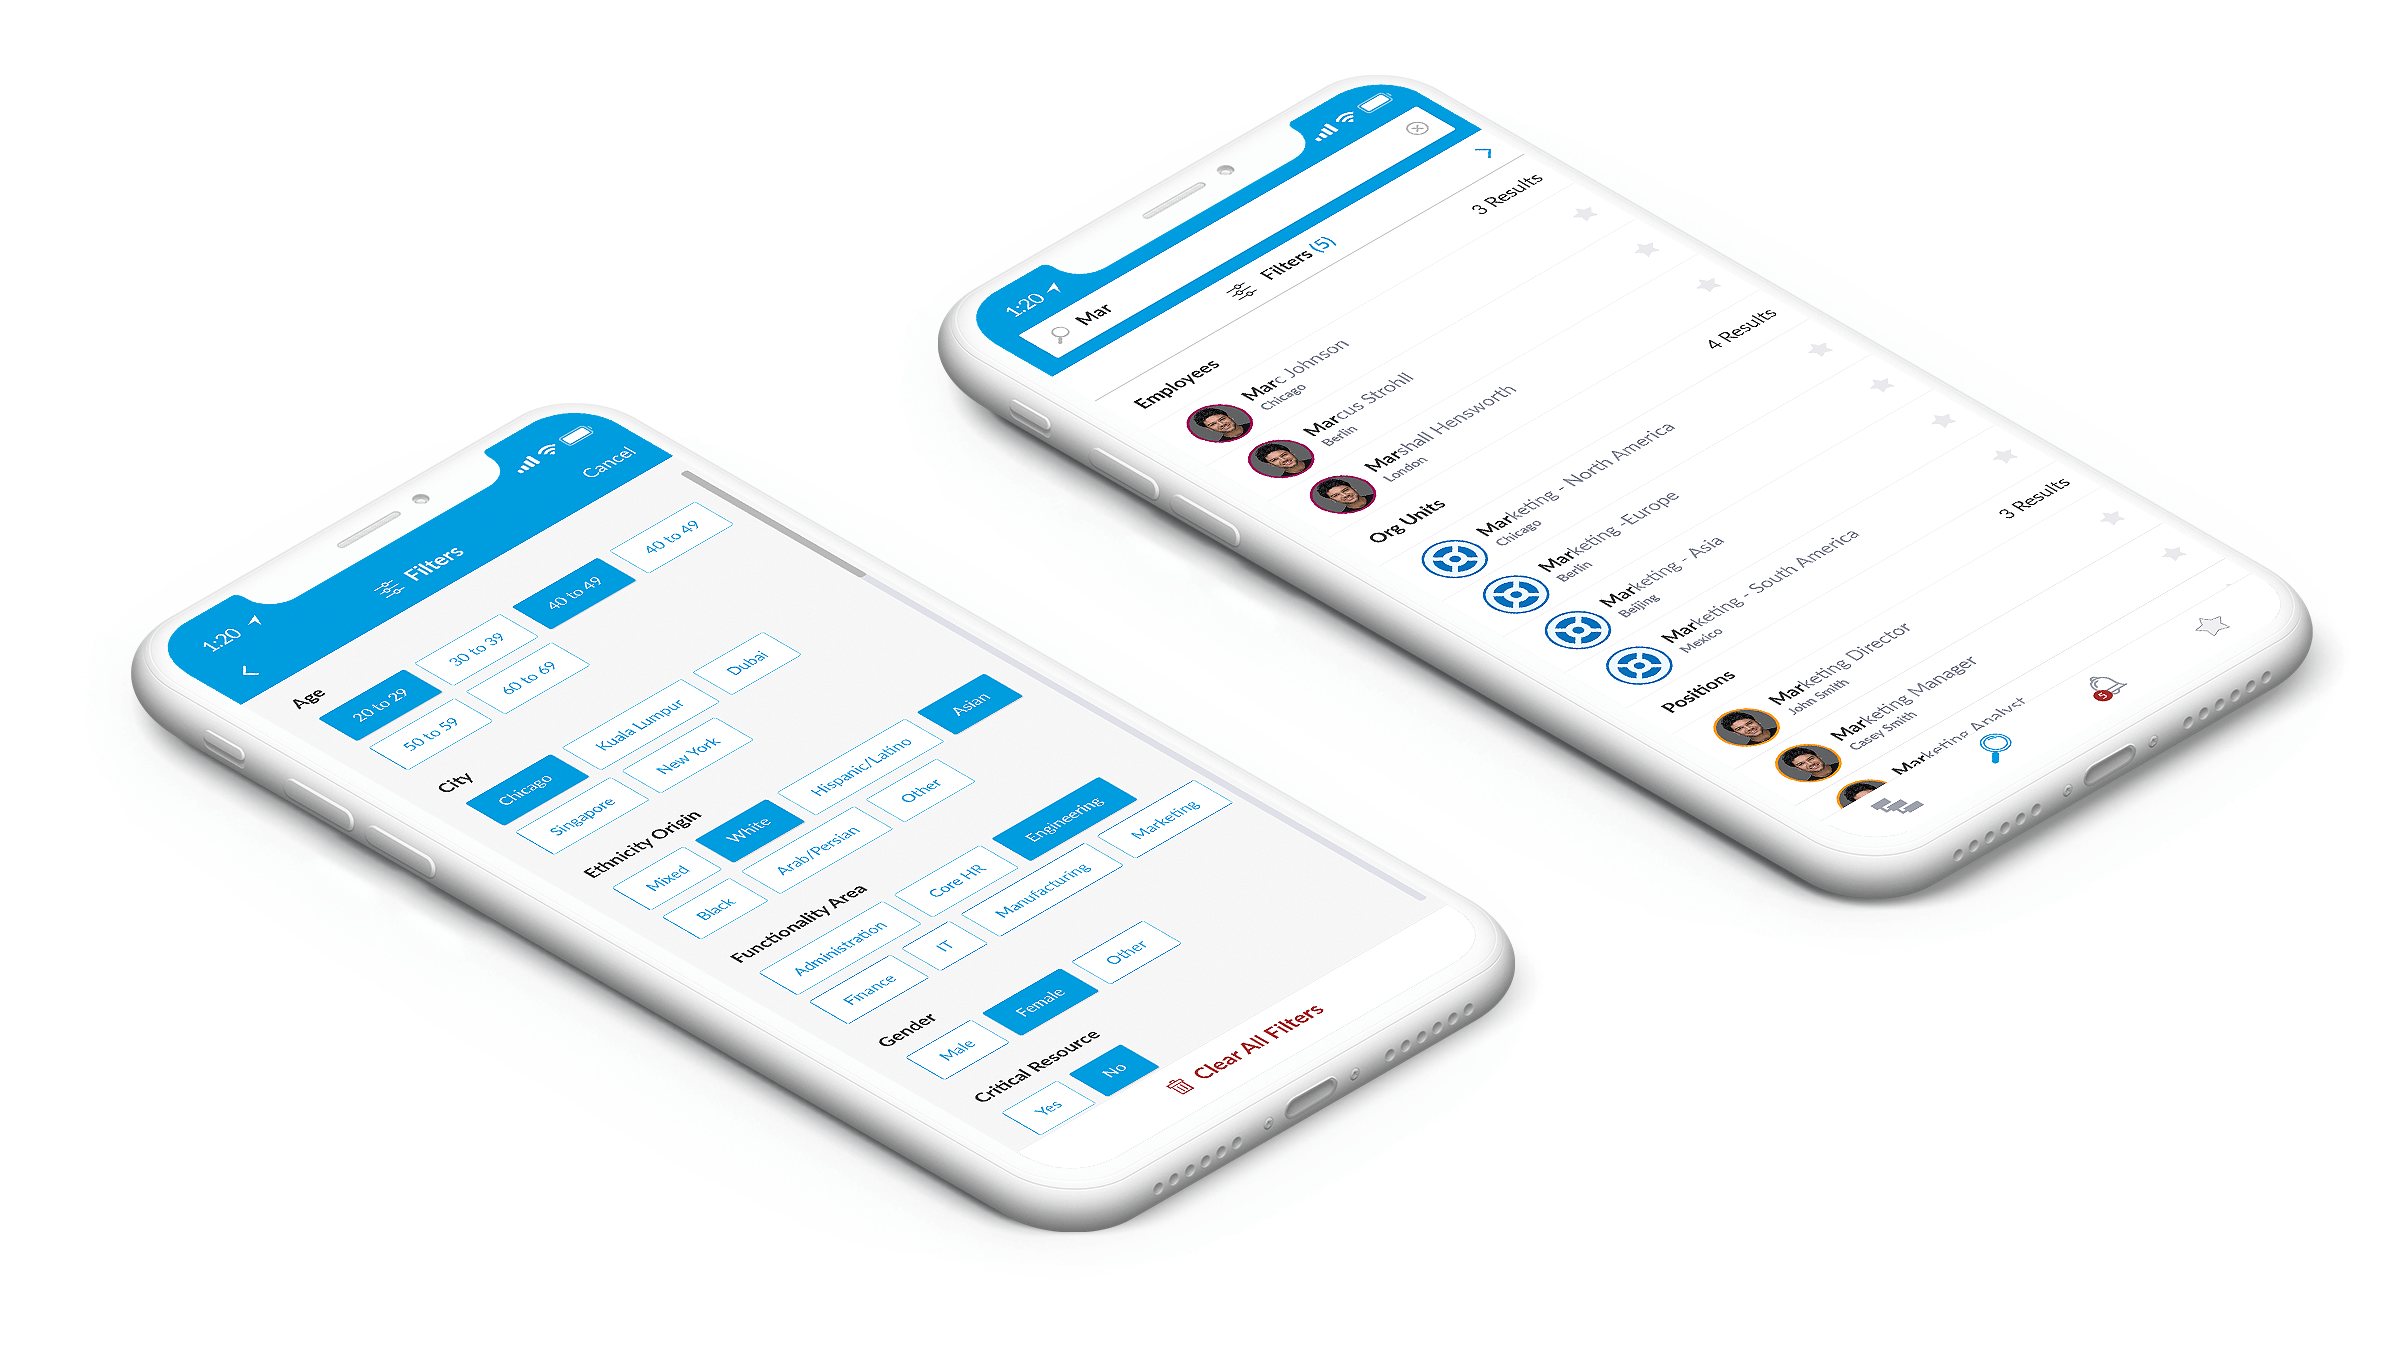 1:20
Cancel
Filters
Age
20 to 29
30 to 39
40 to 49
40 to 49
50 to 59
60 to 69
City
Chicago
Kuala Lumpur
Dubai
Singapore
New York
Ethnicity Origin
Mixed
White
Hispanic/Latino
Asian
Black
Arab/Persian
Other
Functionality Area
Administration
Core HR
Engineering
Finance
IT
Manufacturing
Marketing
Gender
Male
Female
Other
Critical Resource
Yes
No
Clear All Filters
1:20
Mar
Filters (5)
Employees
3 Results
Marc Johnson
Chicago
Marcus Strohll
Berlin
Marshall Hensworth
London
Org Units
4 Results
Marketing - North America
Chicago
Marketing -Europe
Berlin
Marketing - Asia
Beijing
Marketing - South America
Mexico
Positions
3 Results
Marketing Director
John Smith
Marketing Manager
Casey Smith
Marketing Analyst
5